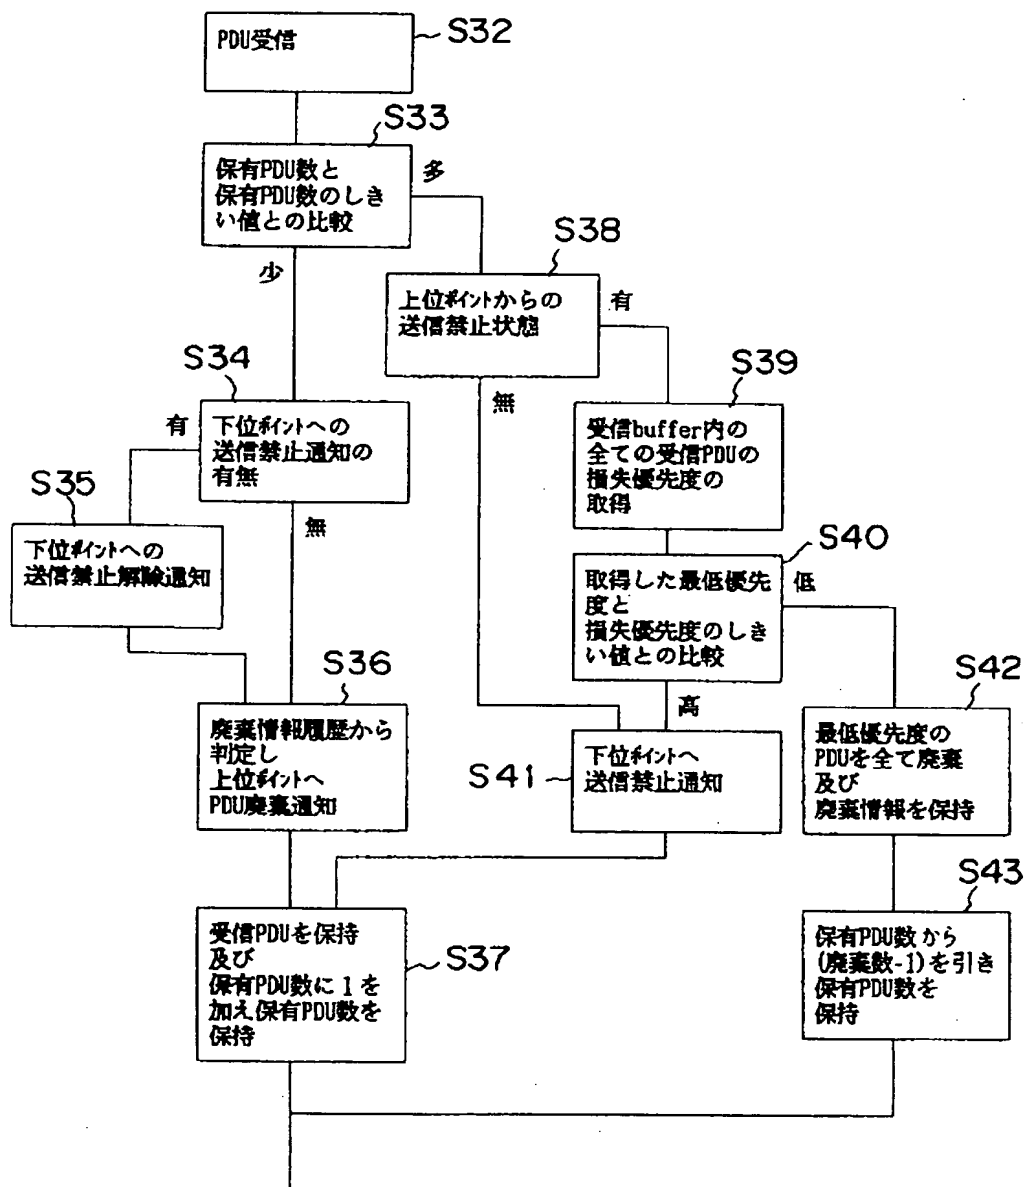 PDU受信
S32
S33
保有PDU数と
保有PDU数のしき
い値との比較
多
少
S38
上位ポイントからの
送信禁止状態
有
無
S34
有
下位ポイントへの
送信禁止通知の
有無
無
S39
受信buffer内の
全ての受信PDUの
損失優先度の
取得
S35
下位ポイントへの
送信禁止解除通知
S40
取得した最低優先
度と
損失優先度のしき
い値との比較
低
高
S36
廃棄情報履歴から
判定し
上位ポイントへ
PDU廃棄通知
S41
下位ポイントへ
送信禁止通知
S42
最低優先度の
PDUを全て廃棄
及び
廃棄情報を保持
S37
受信PDUを保持
及び
保有PDU数に1を
加え保有PDU数を
保持
S43
保有PDU数から
(廃棄数-1)を引き
保有PDU数を
保持